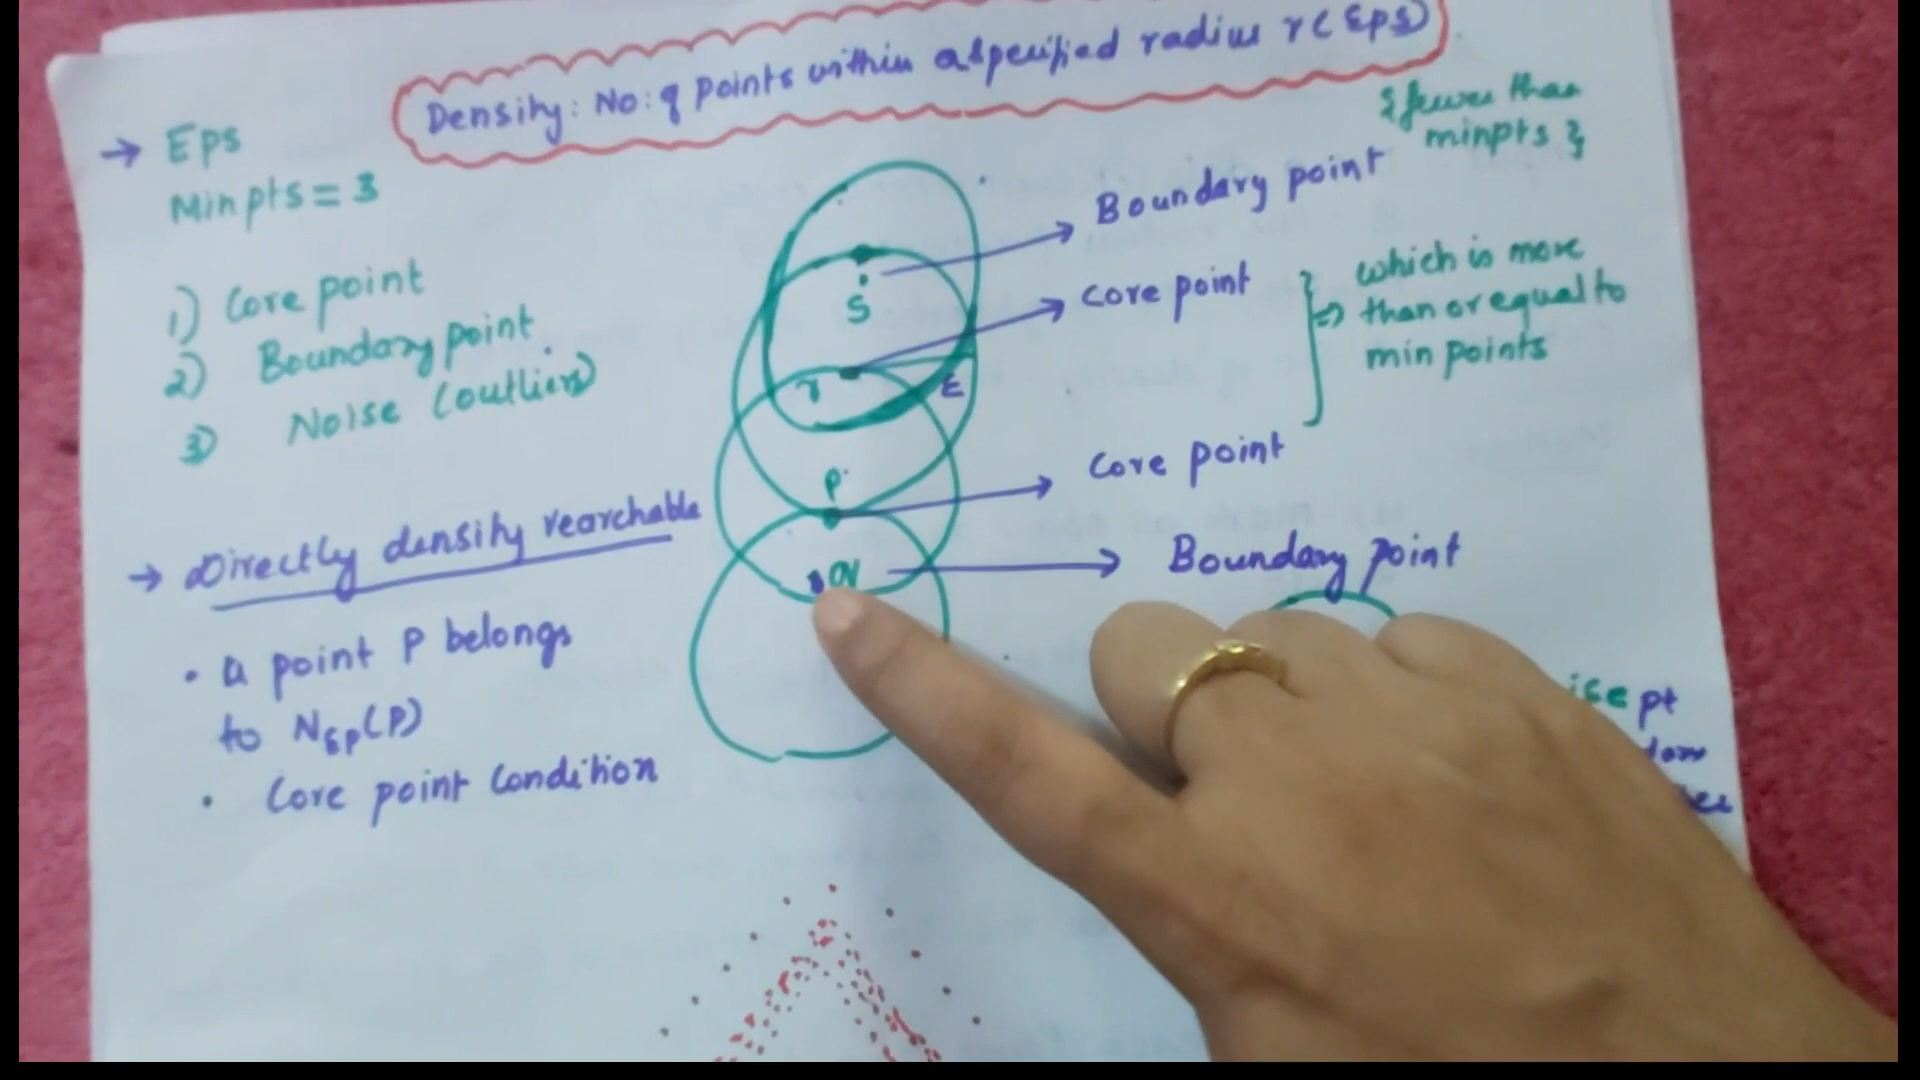 Density: No: of points within a specified radius r (Eps)
→ Eps
Minpts = 3
{fewer than
minpts }
Boundary point
1) Core point
2) Boundary point
3) Noise (outliers)
S
Core point
which is more
than or equal to
min points
r
E
P
Core point
→ Directly density rearchable
q
Boundary point
• a point P belongs
to NEp(P)
• Core point Condition
pt